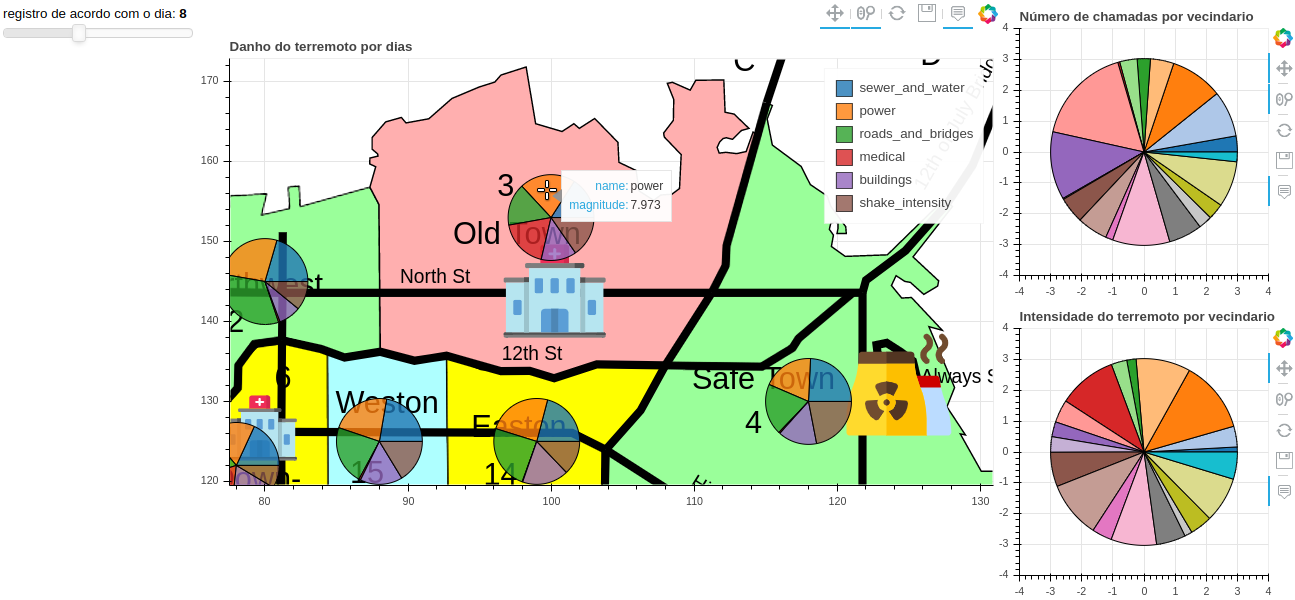 registro de acordo com o dia: 8
Danho do terremoto por dias
170
160
150
140
130
120
80
90
100
110
120
130
sewer_and_water
power
roads_and_bridges
medical
buildings
shake_intensity
12th of July Bridge
name: power
magnitude: 7.973
3
Old Town
North St
12th St
2
6
Weston
15
Easton
14
Safe Town
4
Always S
Número de chamadas por vecindario
4
3
2
1
0
-1
-2
-3
-4
-4 -3 -2 -1 0 1 2 3 4
Intensidade do terremoto por vecindario
4
3
2
1
0
-1
-2
-3
-4
-4 -3 -2 -1 0 1 2 3 4